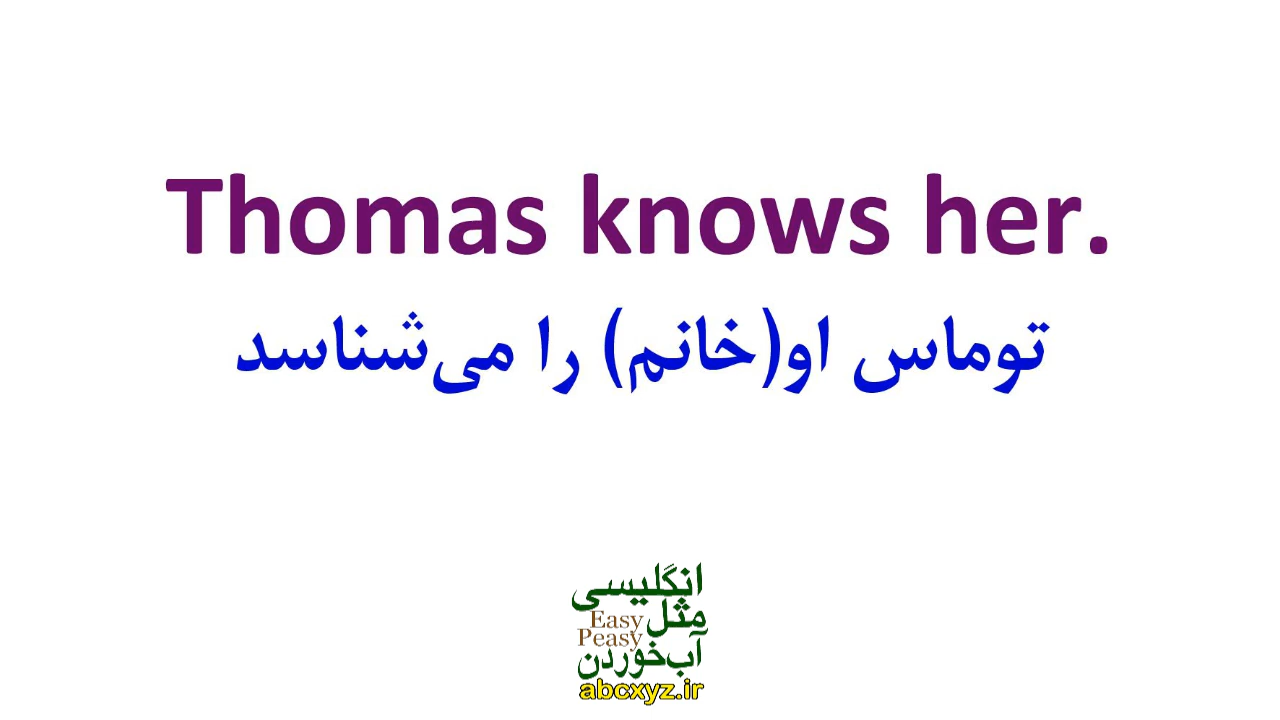 Thomas knows her.
توماس او(خانم) را می‌شناسد
انگلیسی
مثل
Easy
Peasy
آب‌خوردن
abcxyz.ir